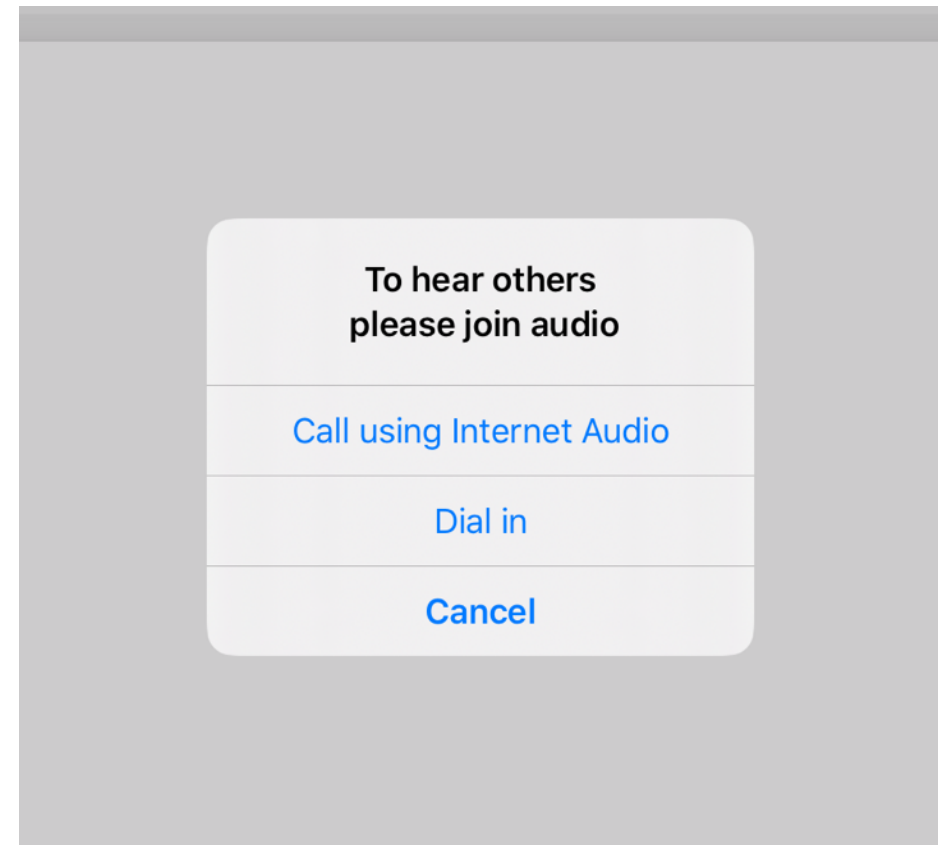 To hear others
please join audio
Call using Internet Audio
Dial in
Cancel